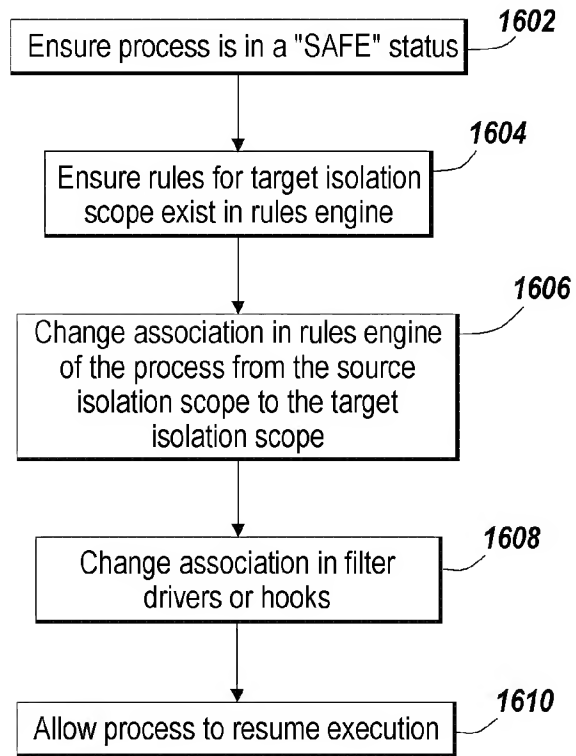 1602
Ensure process is in a "SAFE" status
1604
Ensure rules for target isolation
scope exist in rules engine
1606
Change association in rules engine
of the process from the source
isolation scope to the target
isolation scope
1608
Change association in filter
drivers or hooks
1610
Allow process to resume execution